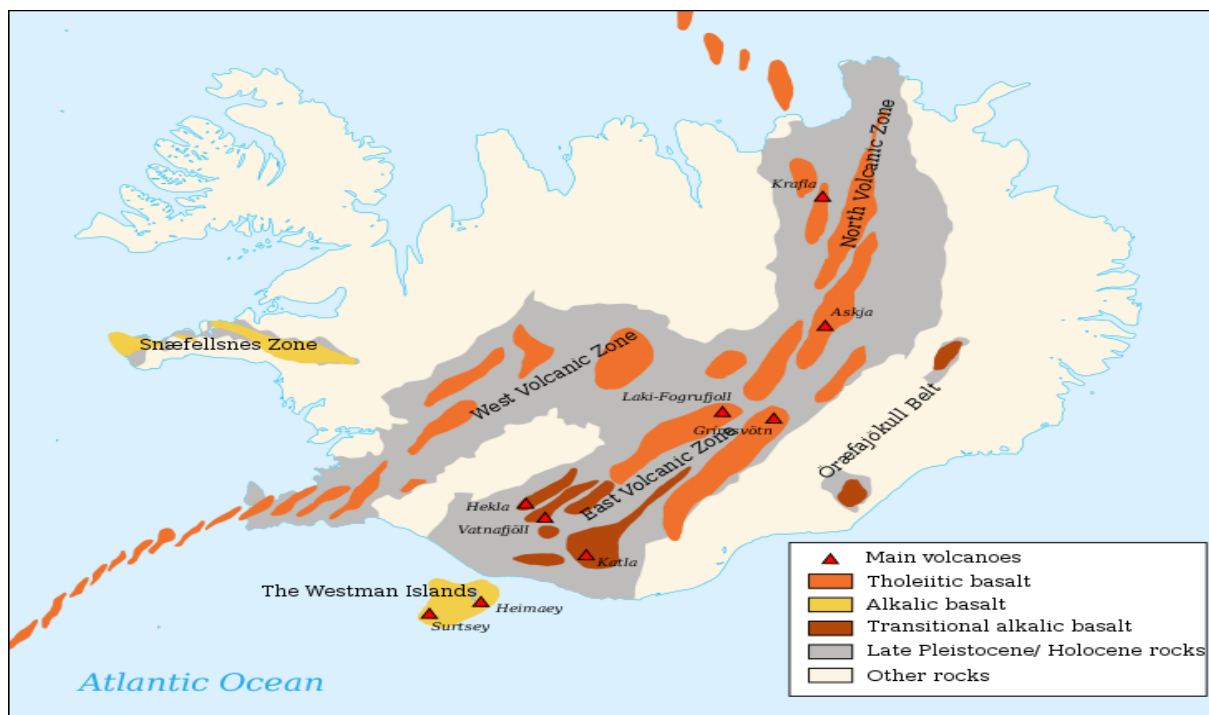 North Volcanic Zone
Krafla
Askja
Snæfellsnes Zone
West Volcanic Zone
Laki-Fogrufjoll
Grímsvötn
Öræfajökull Belt
East Volcanic Zone
Hekla
Vatnafjöll
Katla
The Westman Islands
Heimaey
Surtsey
Atlantic Ocean
Main volcanoes
Tholeiitic basalt
Alkalic basalt
Transitional alkalic basalt
Late Pleistocene/ Holocene rocks
Other rocks